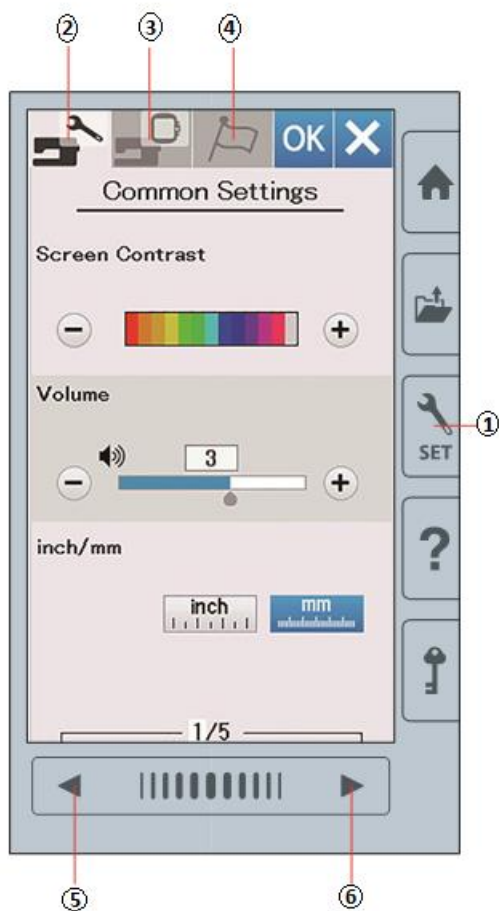 ② ③ ④
OK
Common Settings
Screen Contrast
Volume
3
①
SET
?
inch/mm
inch mm
1/5
⑤ ⑥